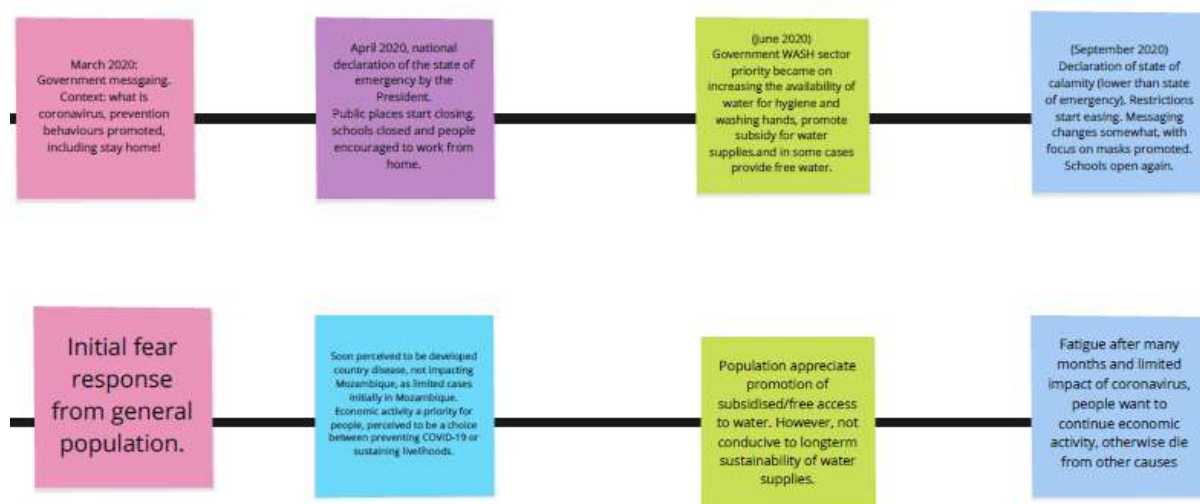 March 2020:
Government messgaing.
Context: what is
coronavirus, prevention
behaviours promoted,
including stay home!
April 2020, national
declaration of the state of
emergency by the
President.
Public places start closing,
schools closed and people
encouraged to work from
home.
(June 2020)
Government WASH sector
priority became on
increasing the availability of
water for hygiene and
washing hands, promote
subsidy for water
supplies.and in some cases
provide free water.
(September 2020)
Declaration of state of
calamity (lower than state
of emergency). Restrictions
start easing. Messaging
changes somewhat, with
focus on masks promoted.
Schools open again.
Initial fear
response
from general
population.
Soon perceived to be developed
country disease, not impacting
Mozambique, as limited cases
initially in Mozambique.
Economic activity a priority for
people, perceived to be a choice
between preventing COVID-19 or
sustaining livelihoods.
Population appreciate
promotion of
subsidised/free access
to water. However, not
conducive to longterm
sustainability of water
supplies.
Fatigue after many
months and limited
impact of coronavirus,
people want to
continue economic
activity, otherwise die
from other causes